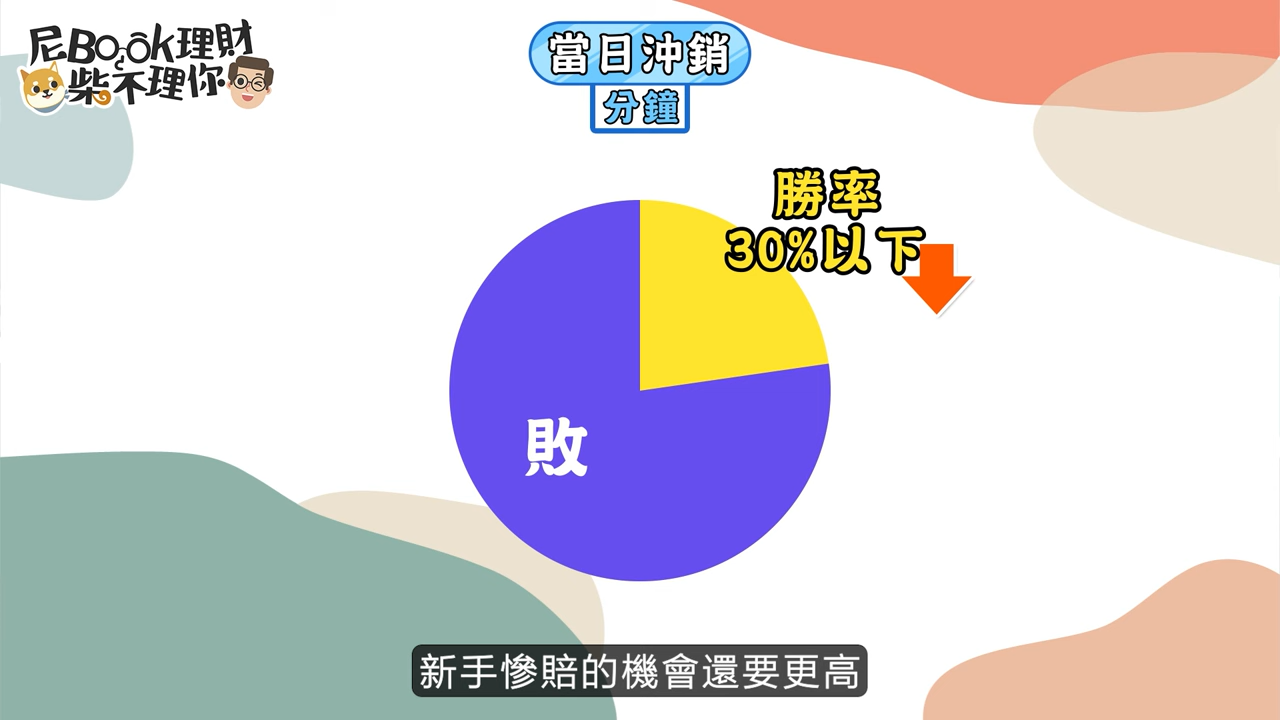 尼BOOK理財
柴不理你
當日沖銷
分鐘
勝率
30%以下
敗
新手慘賠的機會還要更高